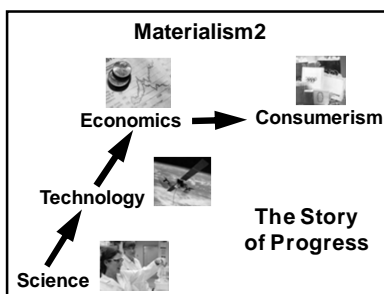 Materialism2
Economics
Consumerism
Technology
The Story
of Progress
Science